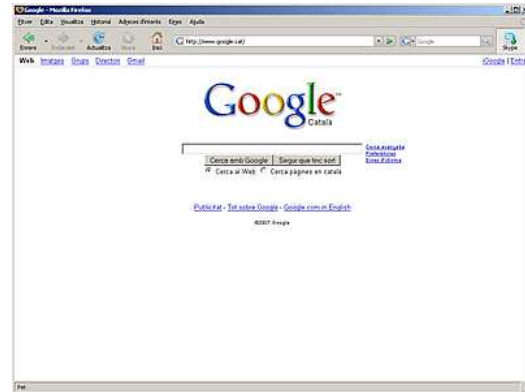 Google - Mozilla Firefox
Fitxer Edita Visualitza Historial Adreces d'interès Eines Ajuda
Enrere Endavant Actualitza Atura Inici http://www.google.cat/ Google Skype
Web Imatges Grups Directori Gmail
iGoogle | Entra
Google™
Català
Cerca avançada
Preferències
Eines d'idioma
Cerca amb Google Segur que tinc sort
Cerca al Web Cerca pàgines en català
Publicitat - Tot sobre Google - Google.com in English
©2007 Google
Fet